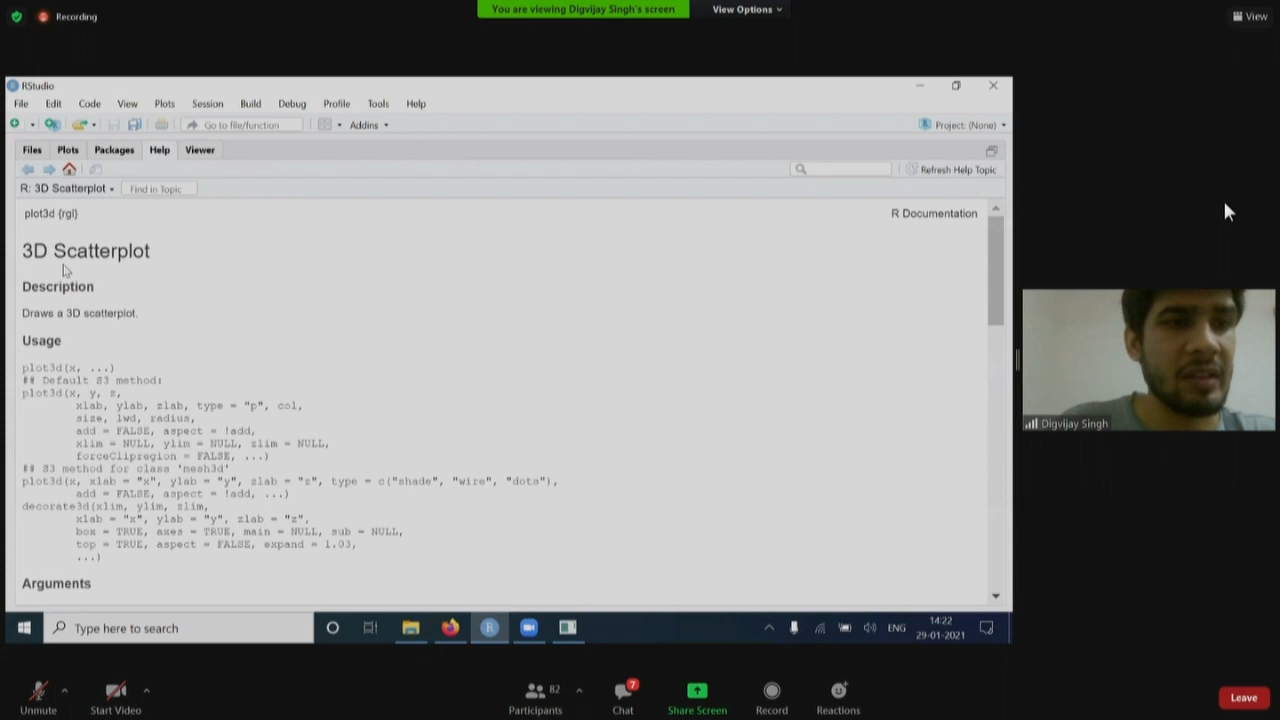 Recording
You are viewing Digvijay Singh's screen
View Options
View
RStudio
File Edit Code View Plots Session Build Debug Profile Tools Help
Go to file/function
Addins
Project: (None)
Files Plots Packages Help Viewer
Refresh Help Topic
R: 3D Scatterplot
Find in Topic
plot3d {rgl}
R Documentation
3D Scatterplot
Description
Draws a 3D scatterplot.
Usage
plot3d(x, ...)
## Default S3 method:
plot3d(x, y, z,
xlab, ylab, zlab, type = "p", col,
size, lwd, radius,
add = FALSE, aspect = !add,
xlim = NULL, ylim = NULL, zlim = NULL,
forceClipregion = FALSE, ...)
## S3 method for class 'mesh3d'
plot3d(x, xlab = "x", ylab = "y", zlab = "z", type = c("shade", "wire", "dots"),
add = FALSE, aspect = !add, ...)
decorate3d(xlim, ylim, zlim,
xlab = "x", ylab = "y", zlab = "z",
box = TRUE, axes = TRUE, main = NULL, sub = NULL,
top = TRUE, aspect = FALSE, expand = 1.03,
...)
Arguments
Digvijay Singh
Type here to search
ENG
14:22
29-01-2021
Unmute
Start Video
82
Participants
7
Chat
Share Screen
Record
Reactions
Leave